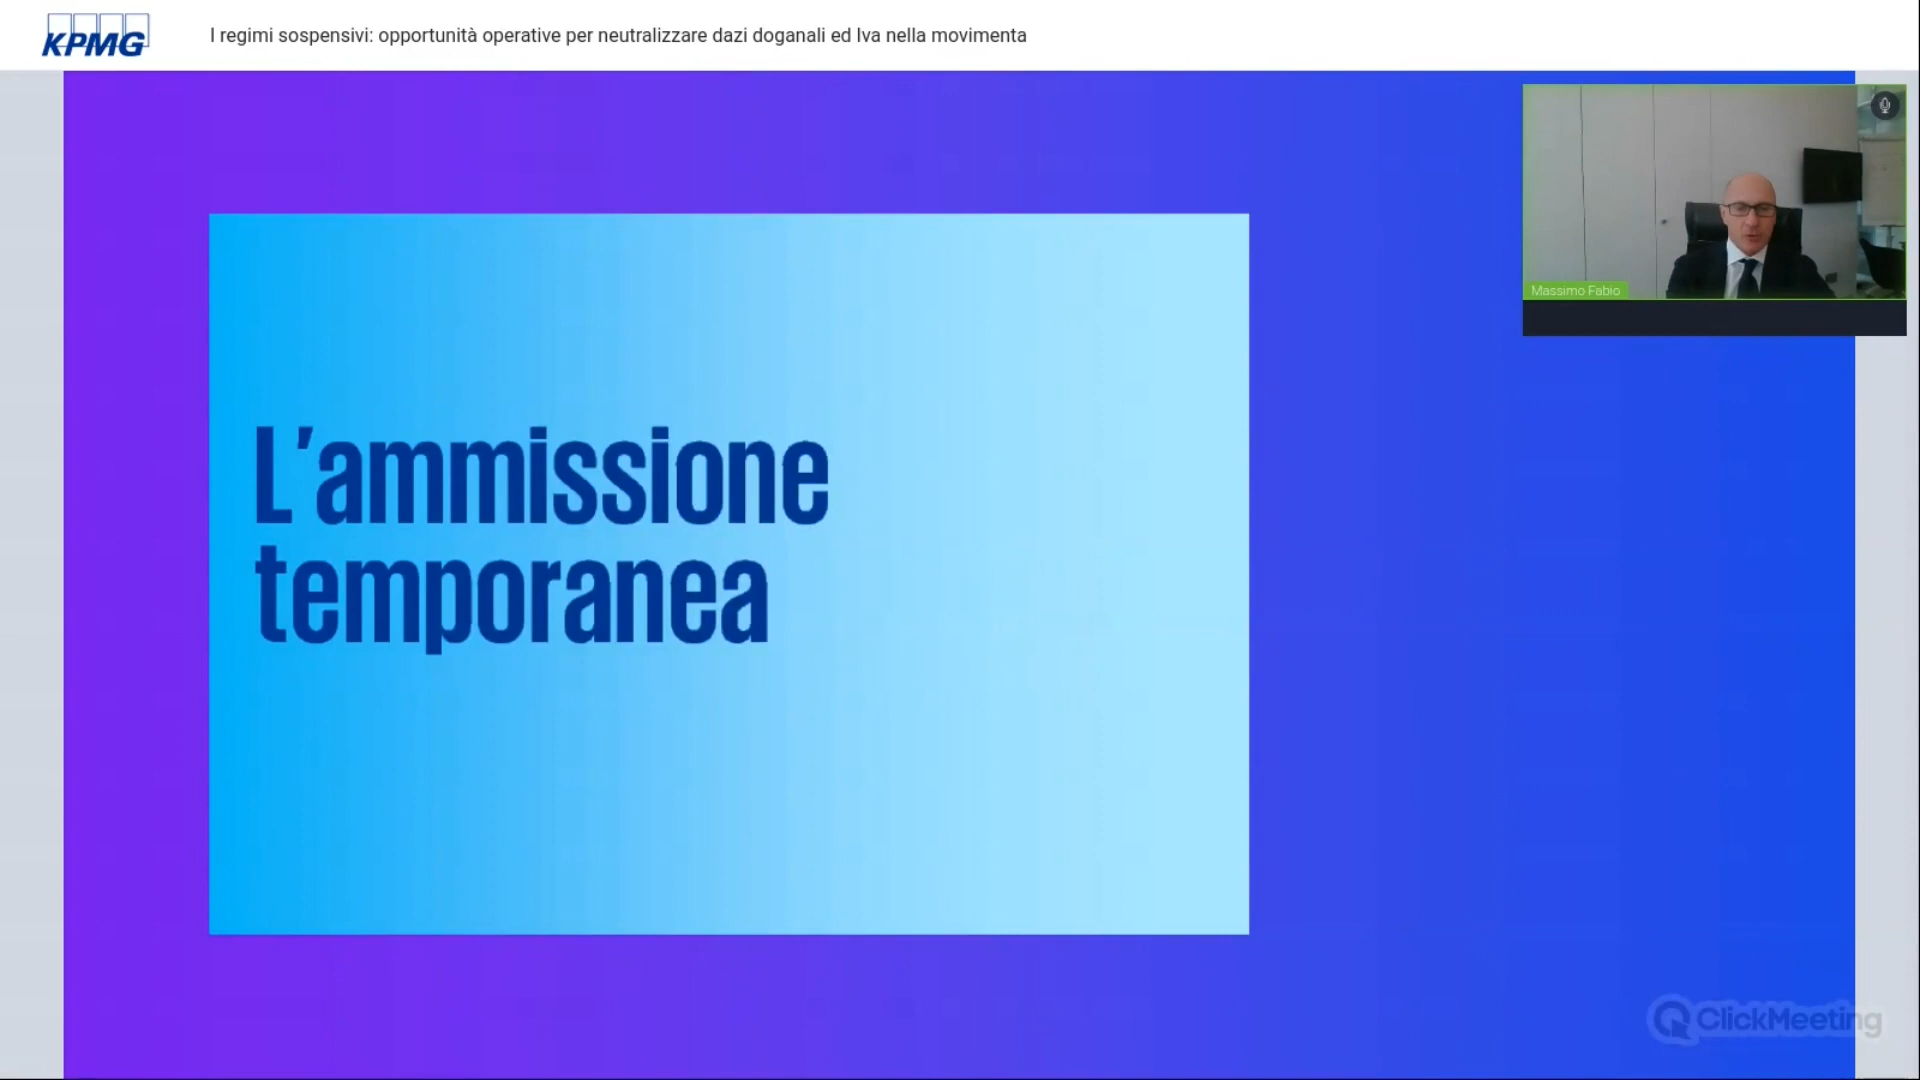 KPMG
I regimi sospensivi: opportunità operative per neutralizzare dazi doganali ed Iva nella movimenta
Massimo Fabio
L'ammissione
temporanea
ClickMeeting